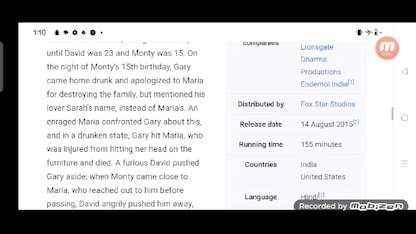 1:10
until David was 23 and Monty was 15. On
the night of Monty's 15th birthday, Gary
came home drunk and apologized to Maria
for destroying the family, but mentioned his
lover Sarah's name, instead of Maria's. An
enraged Maria confronted Gary about this,
and in a drunken state, Gary hit Maria, who
was injured from hitting her head on the
furniture and died. A furious David pushed
Gary aside; when Monty came close to
Maria, who reached out to him before
passing, David angrily pushed him away,
companies
Lionsgate
Dharma
Productions
Endemol India[1]
Distributed by Fox Star Studios
Release date 14 August 2015[2]
Running time 155 minutes
Countries India
United States
Language Hindi[3]
Recorded by Mobizen